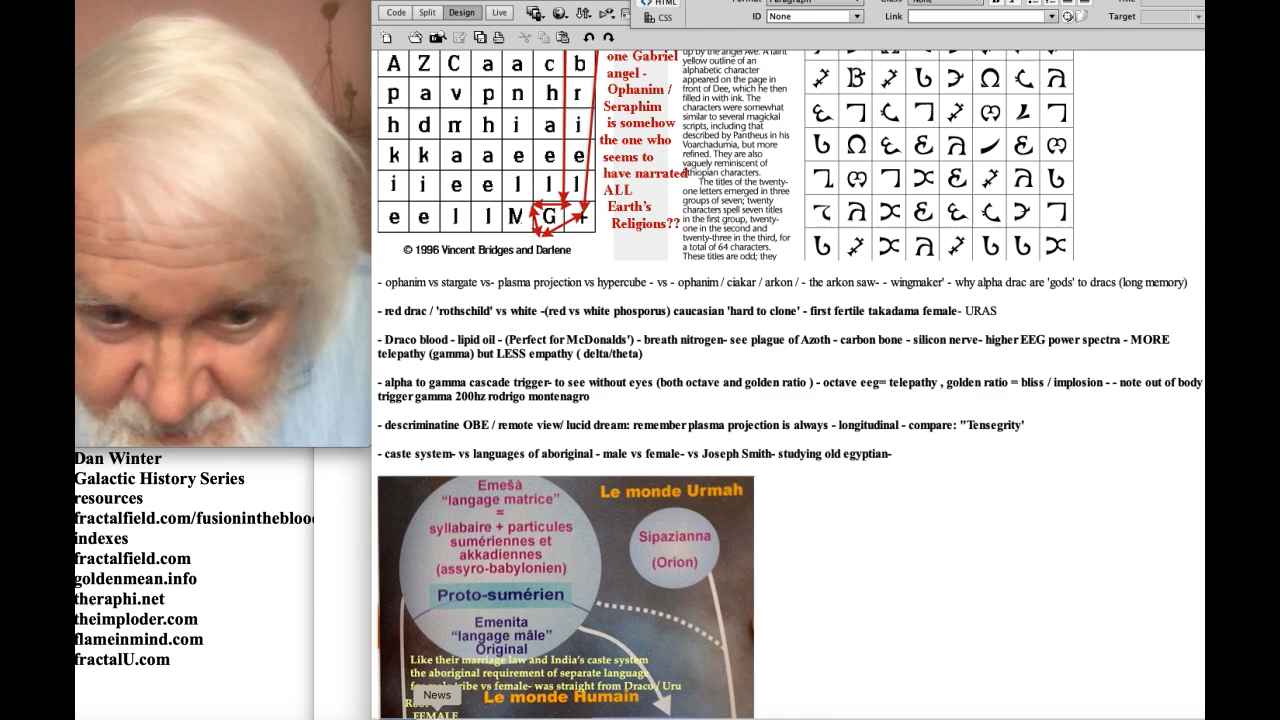 Code
Split
Design
Live
HTML
CSS
ID
None
Link
Target
A Z C a a c b
p a v p n h r
h d m h i a i
k k a a e e e
i i e e l l l
e e l l M G +
© 1996 Vincent Bridges and Darlene
one Gabriel
angel -
Ophanim /
Seraphim
is somehow
the one who
seems to
have narrated
ALL
Earth's
Religions??
up by the angel Ave. A faint
yellow outline of an
alphabetic character
appeared on the page in
front of Dee, which he then
filled in with ink. The
characters were somewhat
similar to several magickal
scripts, including that
described by Pantheus in his
Voarchadumia, but more
refined. They are also
vaguely reminiscent of
Ethiopian characters.
The titles of the twenty-
one letters emerged in three
groups of seven; twenty
characters spell seven titles
in the first group, twenty-
one in the second and
twenty-three in the third, for
a total of 64 characters.
These titles are odd; they
- ophanim vs stargate vs- plasma projection vs hypercube - vs - ophanim / ciakar / arkon / - the arkon saw- - wingmaker' - why alpha drac are 'gods' to dracs (long memory)
- red drac / 'rothschild' vs white -(red vs white phosporus) caucasian 'hard to clone' - first fertile takadama female- URAS
- Draco blood - lipid oil - (Perfect for McDonalds') - breath nitrogen- see plague of Azoth - carbon bone - silicon nerve- higher EEG power spectra - MORE
telepathy (gamma) but LESS empathy ( delta/theta)
- alpha to gamma cascade trigger- to see without eyes (both octave and golden ratio ) - octave eeg= telepathy , golden ratio = bliss / implosion - - note out of body
trigger gamma 200hz rodrigo montenagro
- descriminatine OBE / remote view/ lucid dream: remember plasma projection is always - longitudinal - compare: "Tensegrity'
- caste system- vs languages of aboriginal - male vs female- vs Joseph Smith- studying old egyptian-
Dan Winter
Galactic History Series
resources
fractalfield.com/fusionintheblood
indexes
fractalfield.com
goldenmean.info
theraphi.net
theimploder.com
flameinmind.com
fractalU.com
Emešà
"langage matrice"
=
syllabaire + particules
sumériennes et
akkadiennes
(assyro-babylonien)
Proto-sumérien
Emenita
"langage mâle"
Original
Le monde Urmah
Sipazianna
(Orion)
Like their marriage law and India's caste system
the aboriginal requirement of separate language
tribe vs female- was straight from Draco / Uru
News
Le monde Humain
FEMALE